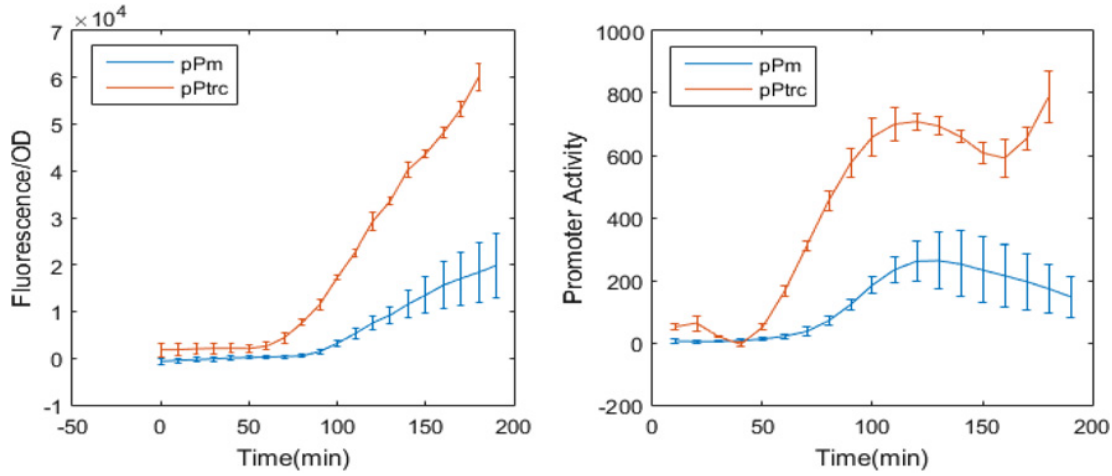 ×10^4
7
6
5
4
3
2
1
0
-1
Fluorescence/OD
pPm
pPtrc
-50 0 50 100 150 200
Time(min)
1000
800
600
400
200
0
-200
Promoter Activity
pPm
pPtrc
0 50 100 150 200
Time(min)